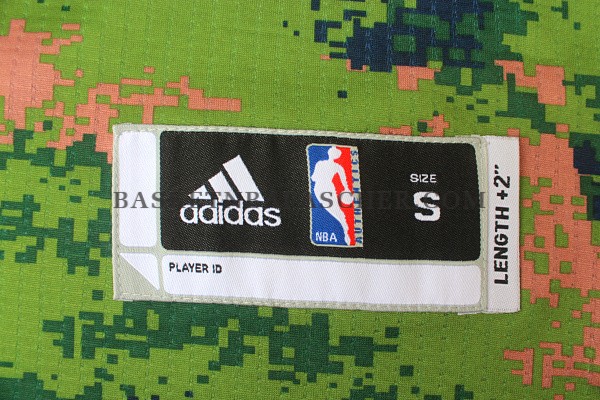 adidas
NBA
AUTHENTICS
SIZE
S
LENGTH +2"
PLAYER ID